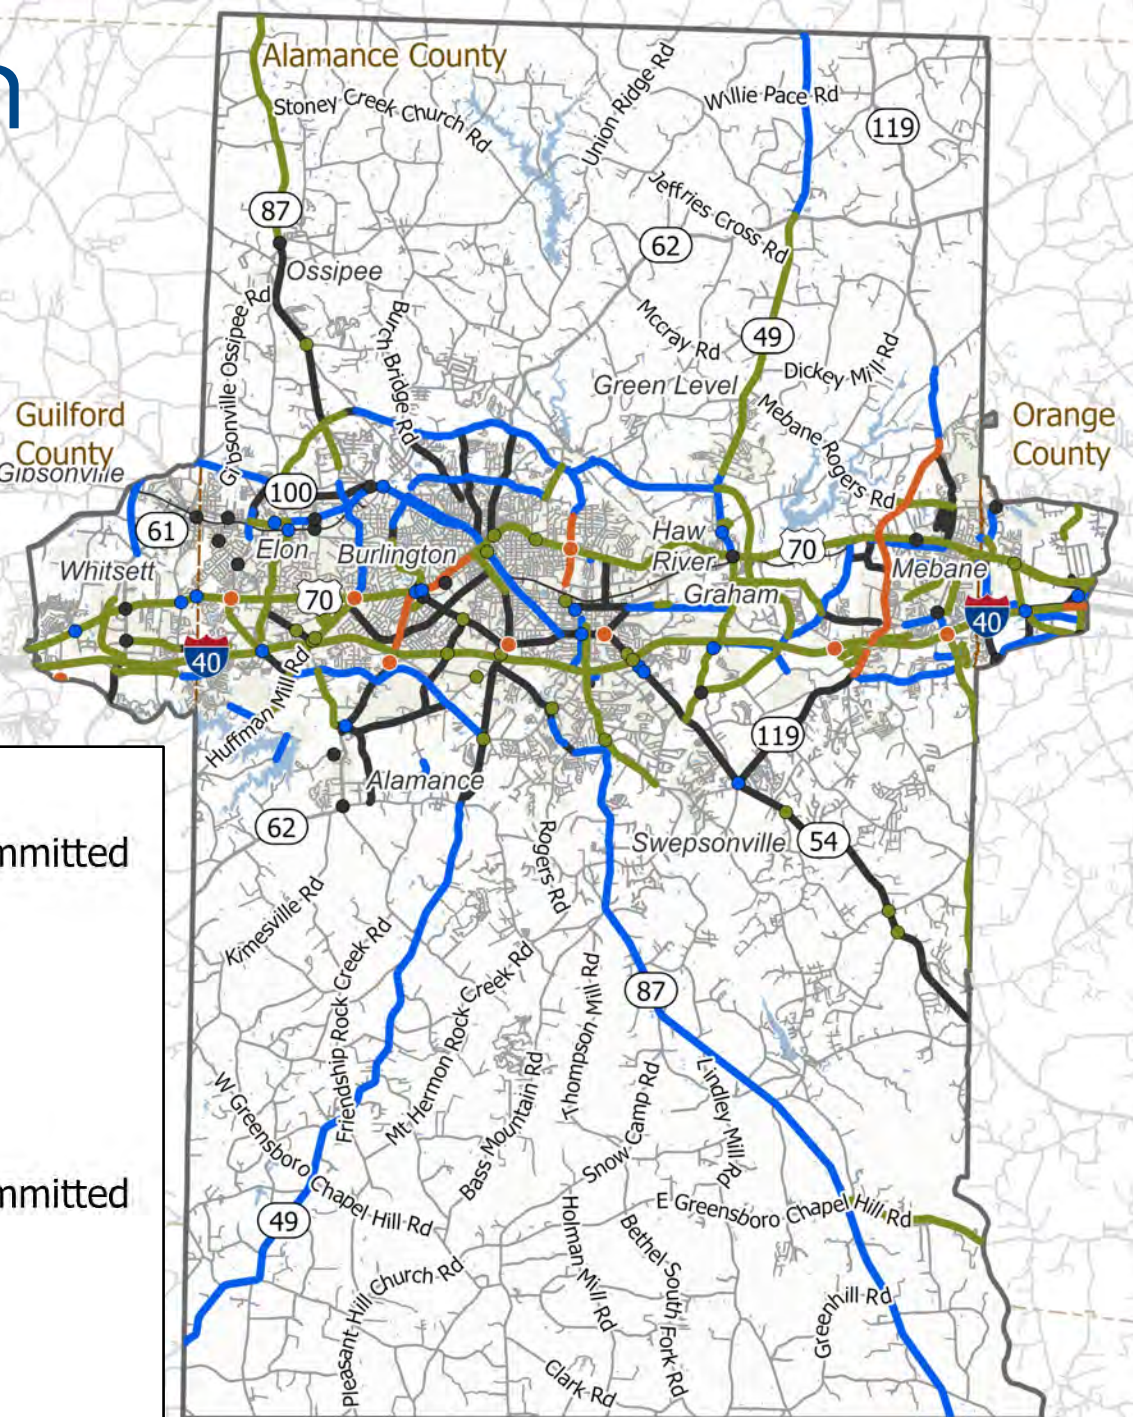 n
Alamance County
Stoney Creek Church Rd
Union Ridge Rd
Willie Pace Rd
119
Jeffries Cross Rd
87
62
Ossipee
Gibsonville Ossipee Rd
Burch Bridge Rd
Mccray Rd
49
Dickey Mill Rd
Green Level
Mebane Rogers Rd
Guilford
County
Orange
County
Gibsonville
100
61
Elon
Burlington
Haw
River
70
Mebane
Whitsett
70
Graham
40
40
Huffman Mill Rd
119
Alamance
62
Swepsonville
54
mmitted
Rogers Rd
Kimesville Rd
Friendship Rock Creek Rd
Mt Hermon Rock Creek Rd
Thompson Mill Rd
87
W Greensboro Chapel Hill Rd
Bass Mountain Rd
Snow Camp Rd
Lindley Mill Rd
mmitted
E Greensboro Chapel Hill Rd
49
Holman Mill Rd
Bethel South Fork Rd
Pleasant Hill Church Rd
Greenhill Rd
Clark Rd